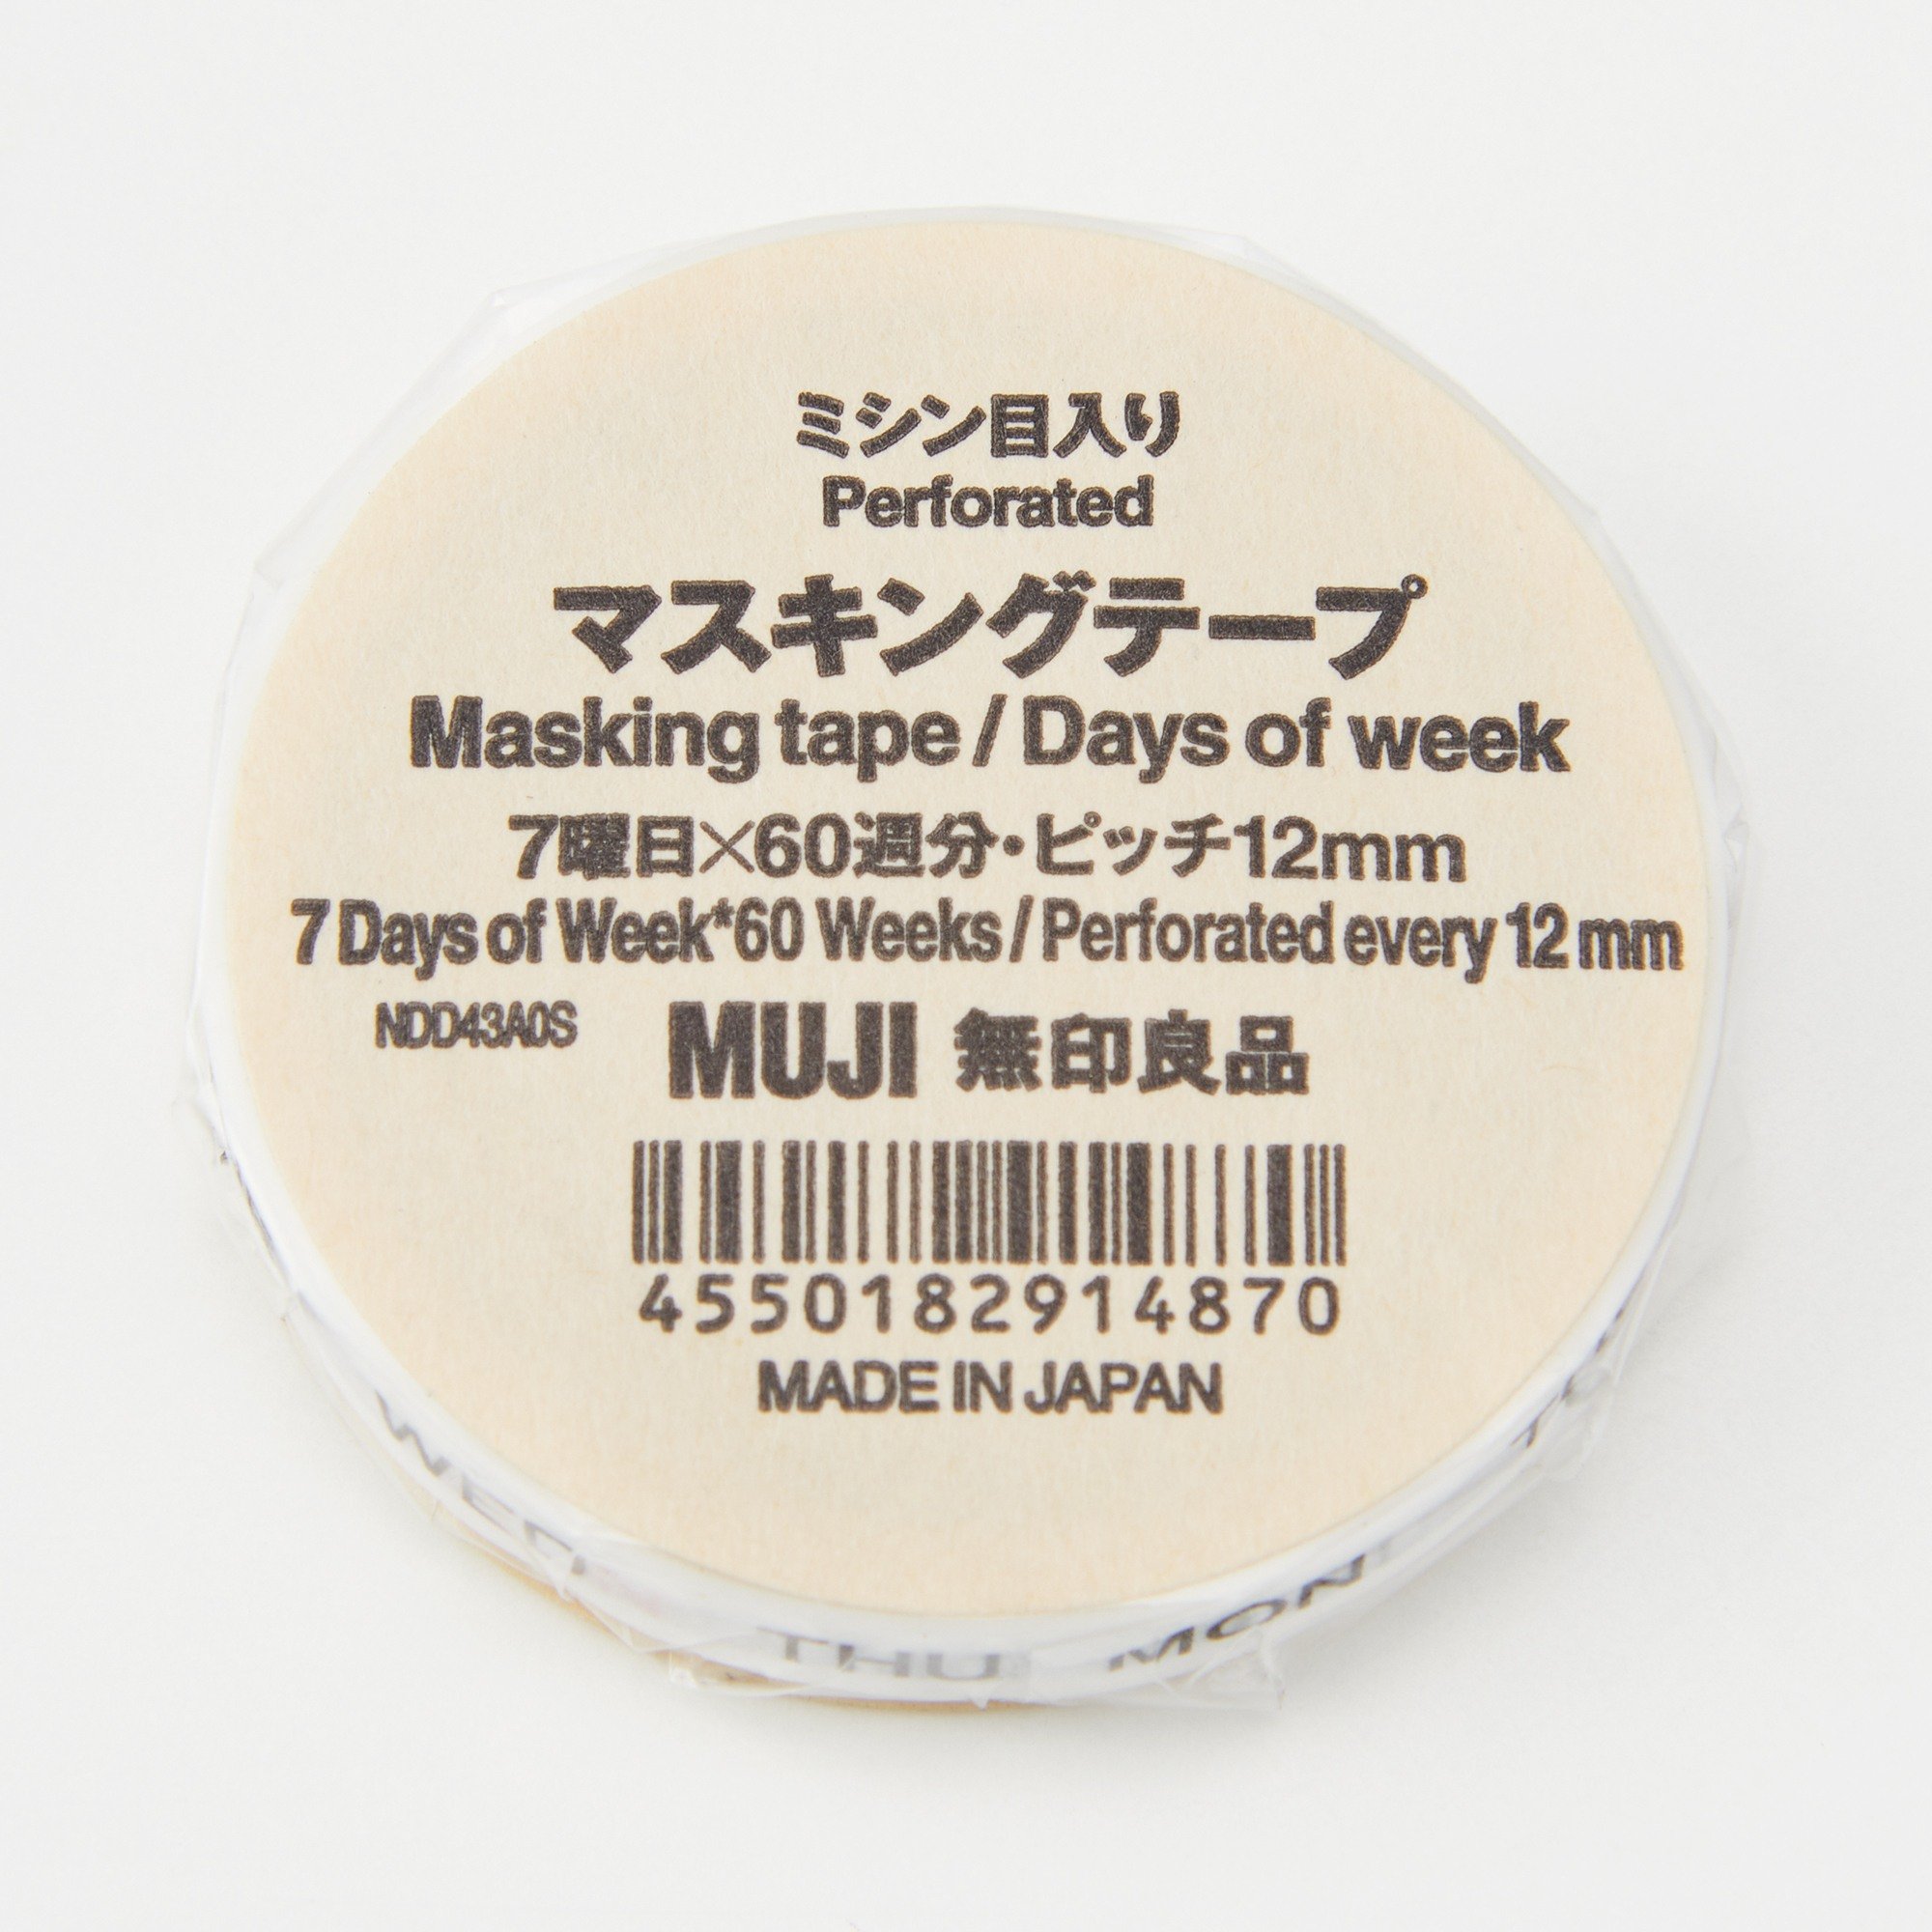 ミシン目入り
Perforated
マスキングテープ
Masking tape / Days of week
7曜日×60週分・ピッチ12mm
7 Days of Week*60 Weeks / Perforated every 12 mm
NDD43A0S
MUJI 無印良品
4550182914870
MADE IN JAPAN
WED
THU
MON